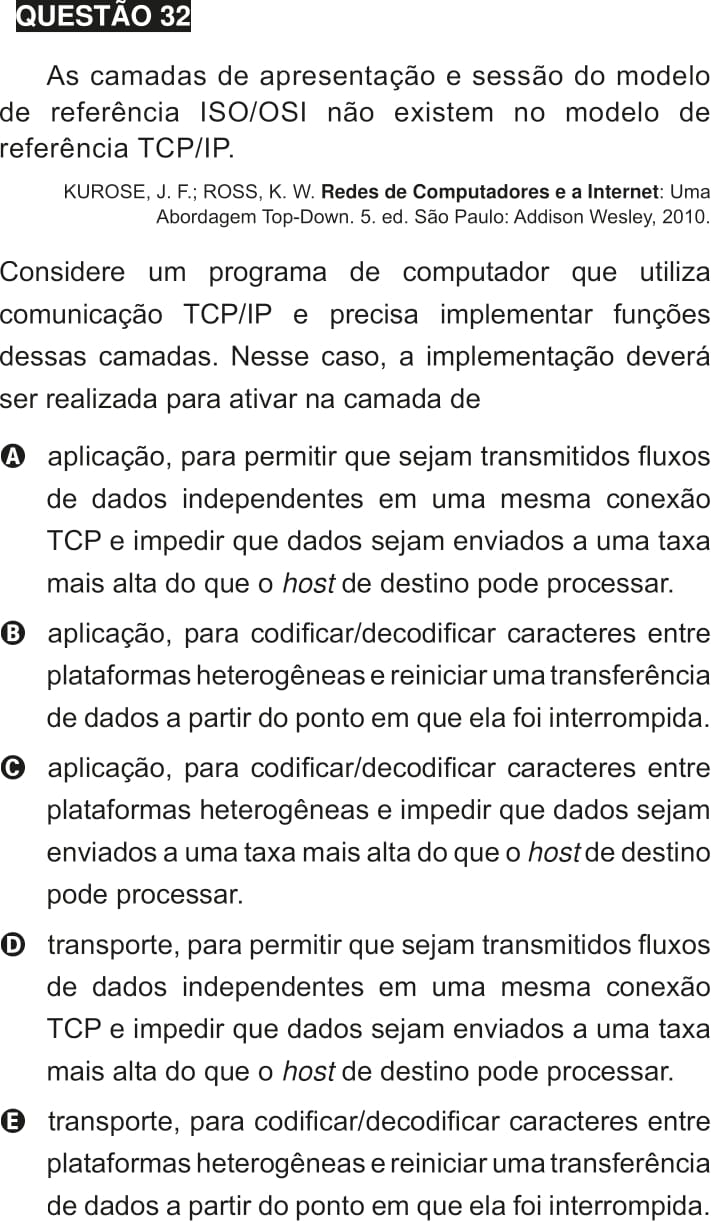 QUESTÃO 32
As camadas de apresentação e sessão do modelo
de referência ISO/OSI não existem no modelo de
referência TCP/IP.
KUROSE, J. F.; ROSS, K. W. Redes de Computadores e a Internet: Uma
Abordagem Top-Down. 5. ed. São Paulo: Addison Wesley, 2010.
Considere um programa de computador que utiliza
comunicação TCP/IP e precisa implementar funções
dessas camadas. Nesse caso, a implementação deverá
ser realizada para ativar na camada de
A aplicação, para permitir que sejam transmitidos fluxos
de dados independentes em uma mesma conexão
TCP e impedir que dados sejam enviados a uma taxa
mais alta do que o host de destino pode processar.
B aplicação, para codificar/decodificar caracteres entre
plataformas heterogêneas e reiniciar uma transferência
de dados a partir do ponto em que ela foi interrompida.
C aplicação, para codificar/decodificar caracteres entre
plataformas heterogêneas e impedir que dados sejam
enviados a uma taxa mais alta do que o host de destino
pode processar.
D transporte, para permitir que sejam transmitidos fluxos
de dados independentes em uma mesma conexão
TCP e impedir que dados sejam enviados a uma taxa
mais alta do que o host de destino pode processar.
E transporte, para codificar/decodificar caracteres entre
plataformas heterogêneas e reiniciar uma transferência
de dados a partir do ponto em que ela foi interrompida.